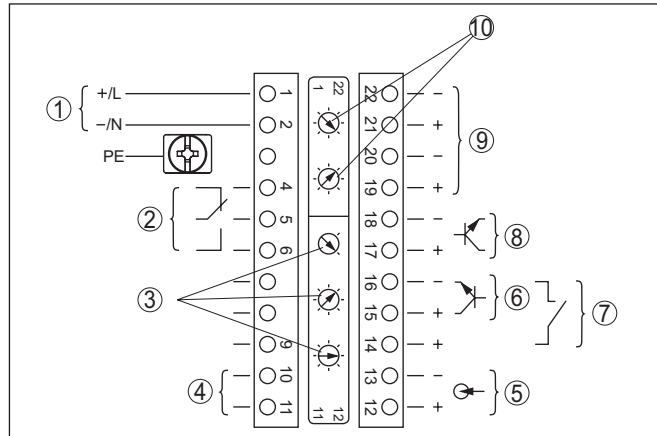 ⑩
① +/L 1 1 22 22 −
−/N 2 21 + ⑨
PE 20 −
4 19 +
② 5 18 − ⑧
6 17 +
16 − ⑥
③ 15 + ⑦
9 14 +
④ 10 13 − ⑤
11 11 12 12 +